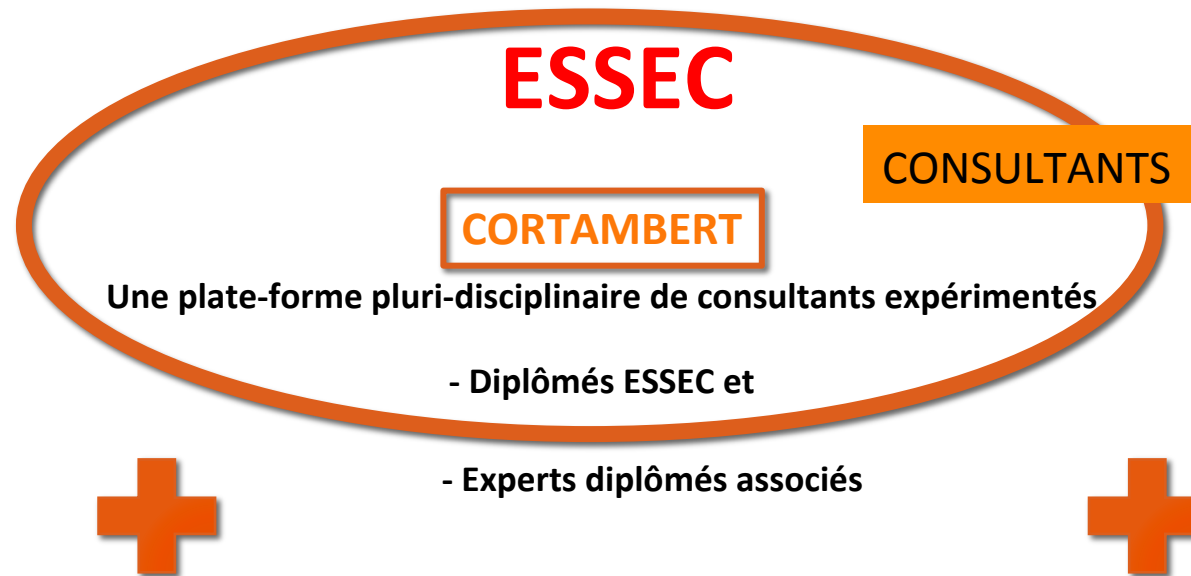 ESSEC
CONSULTANTS
CORTAMBERT
Une plate-forme pluri-disciplinaire de consultants expérimentés
- Diplômés ESSEC et
- Experts diplômés associés